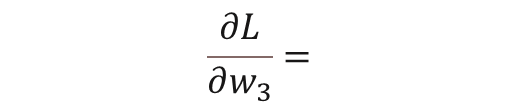 ∂L/∂w₃ =